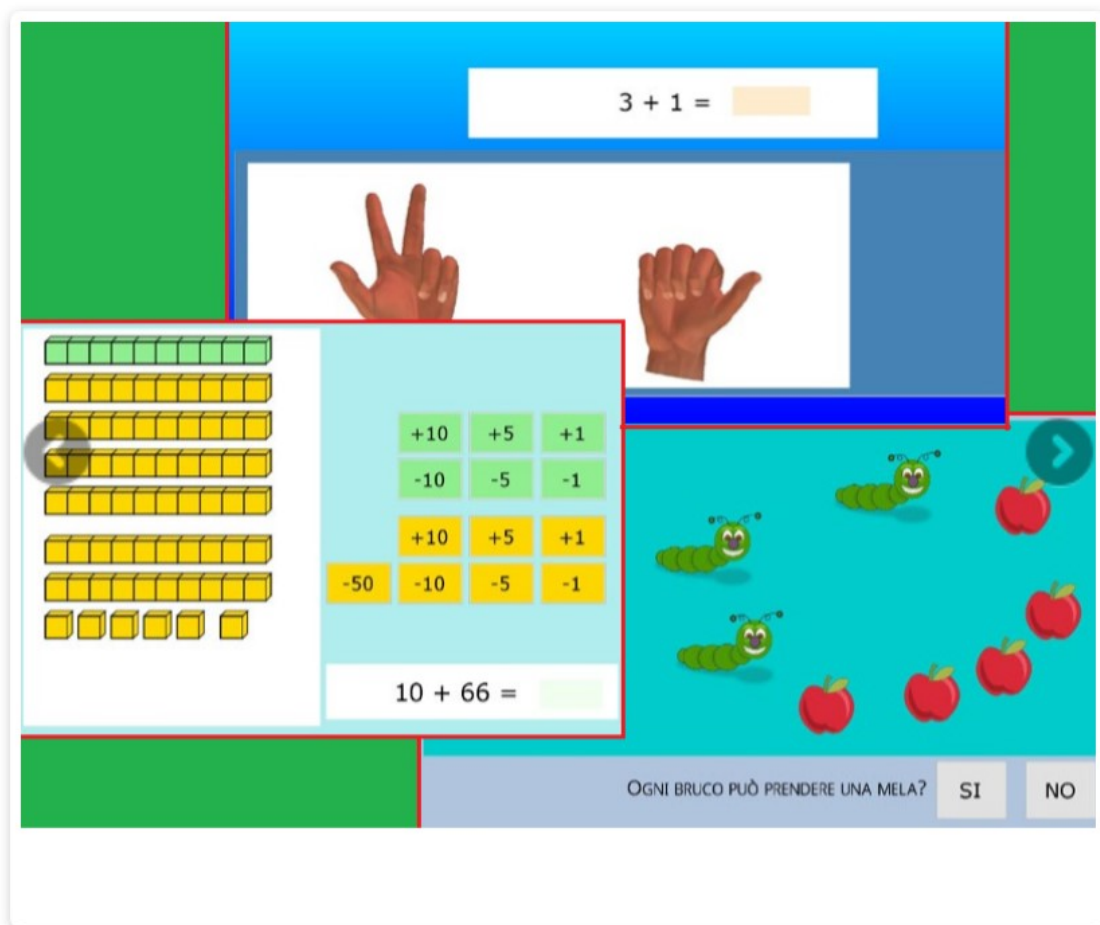 3 + 1 =
+10 +5 +1
-10 -5 -1
+10 +5 +1
-50 -10 -5 -1
10 + 66 =
OGNI BRUCO PUÒ PRENDERE UNA MELA? SI NO